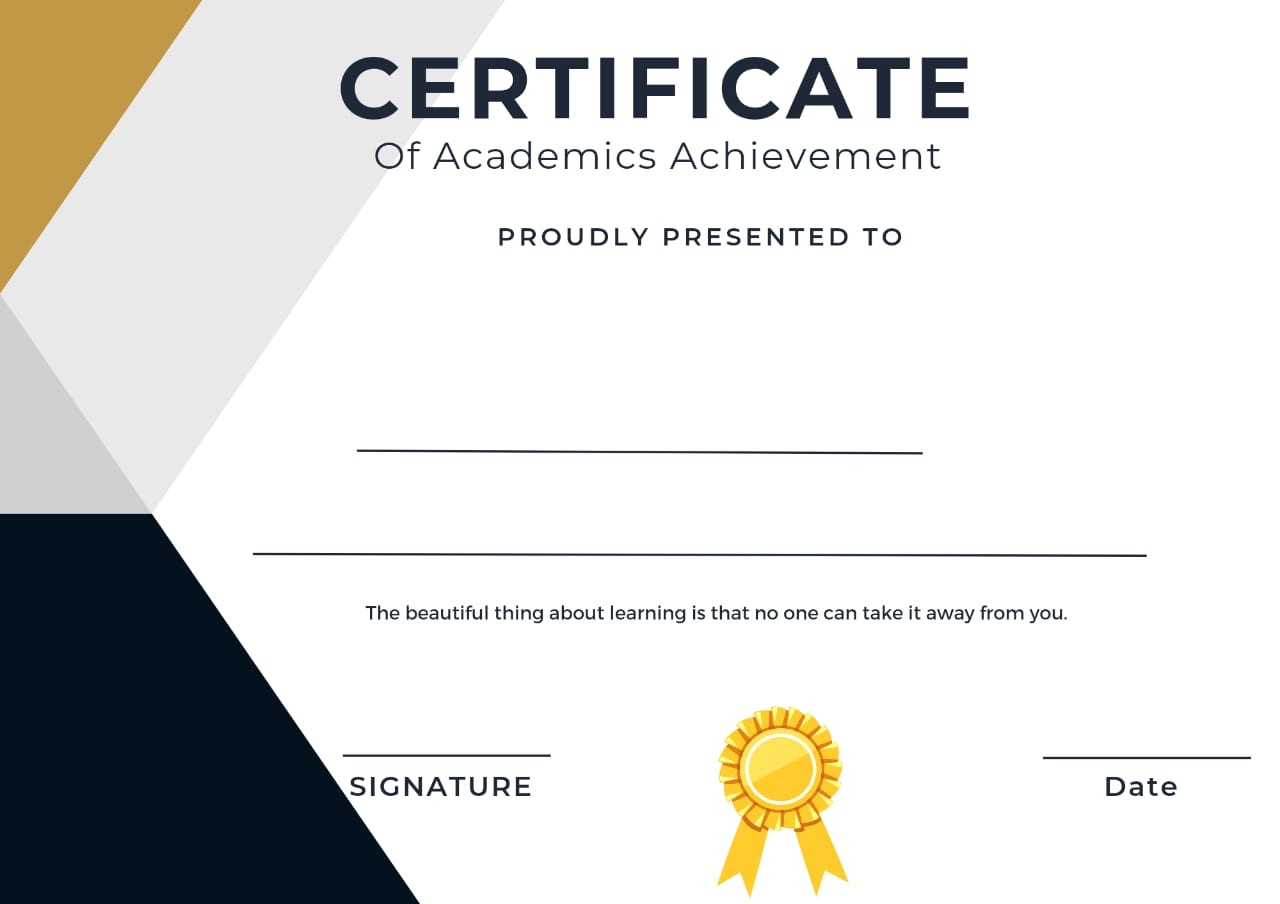 CERTIFICATE
Of Academics Achievement
PROUDLY PRESENTED TO
The beautiful thing about learning is that no one can take it away from you.
SIGNATURE
Date